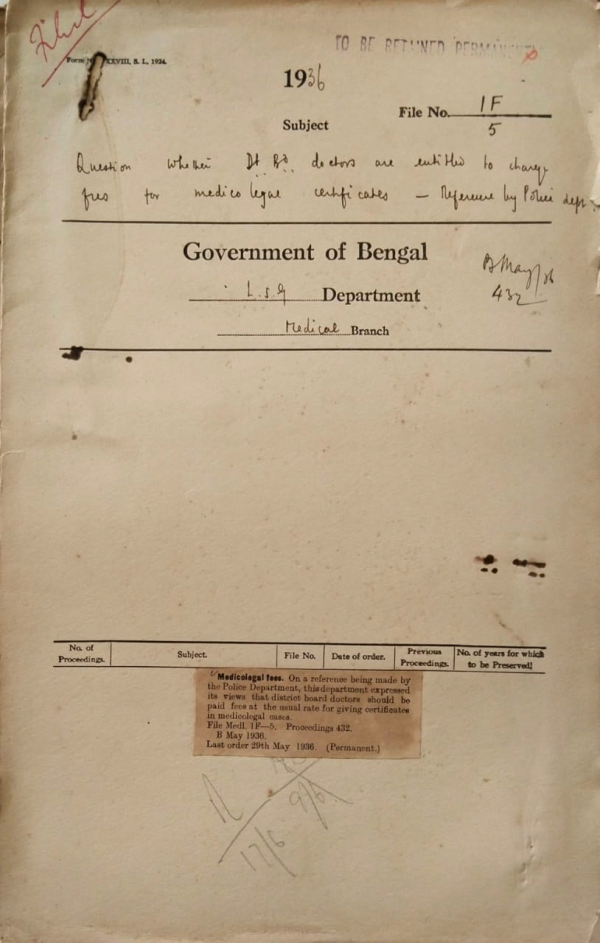 Filed
TO BE RETAINED PERMANENTLY
XXVIII, S. L. 1934.
1936
File No. 1F
5
Subject
Question whether Dt Bd doctors are entitled to charge
fees for medico legal certificates — Reference by Police dept.
Government of Bengal
B May/36
432
L.S.G Department
Medical Branch
No. of Proceedings. Subject. File No. Date of order. Previous Proceedings. No. of years for which to be Preserved.
Medicolegal fees. On a reference being made by
the Police Department, this department expressed
its views that district board doctors should be
paid fees at the usual rate for giving certificates
in medicolegal cases.
File Medl. 1F—5. Proceedings 432.
B May 1936.
Last order 29th May 1936. (Permanent.)
9/6
17/6